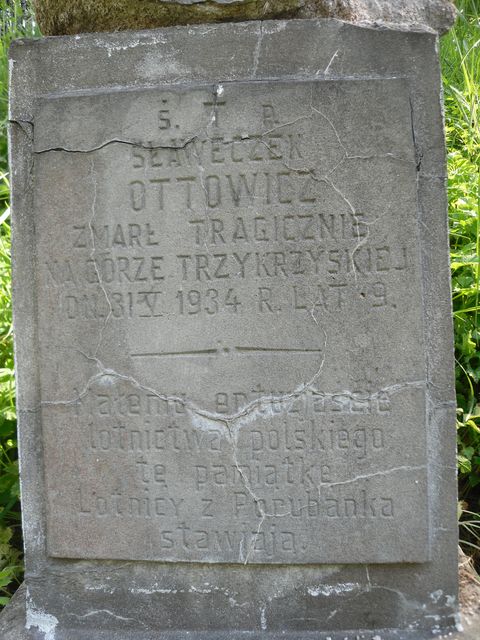 Ś. † P.
SŁAWECZEK
OTTOWICZ
ZMARŁ TRAGICZNIE
NA GÓRZE TRZYKRZYSKIEJ
DN. 31 V 1934 R. LAT 9.
Małemu entuzjaście
lotnictwa polskiego
tę pamiątkę
Lotnicy z Porubanka
stawiają.